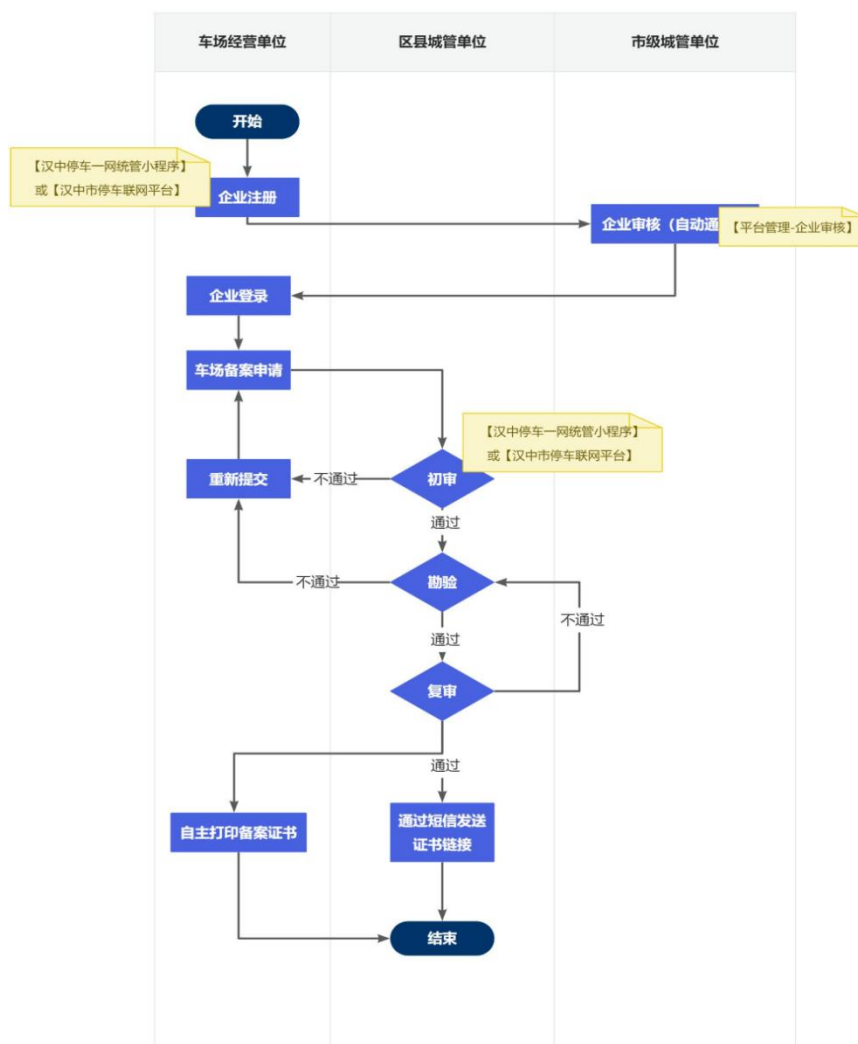 车场经营单位
区县城管单位
市级城管单位
开始
【汉中停车一网统管小程序】
或【汉中市停车联网平台】
企业注册
企业审核（自动通
【平台管理-企业审核】
企业登录
车场备案申请
【汉中停车一网统管小程序】
或【汉中市停车联网平台】
重新提交
不通过
初审
通过
不通过
勘验
不通过
通过
复审
通过
自主打印备案证书
通过短信发送
证书链接
结束